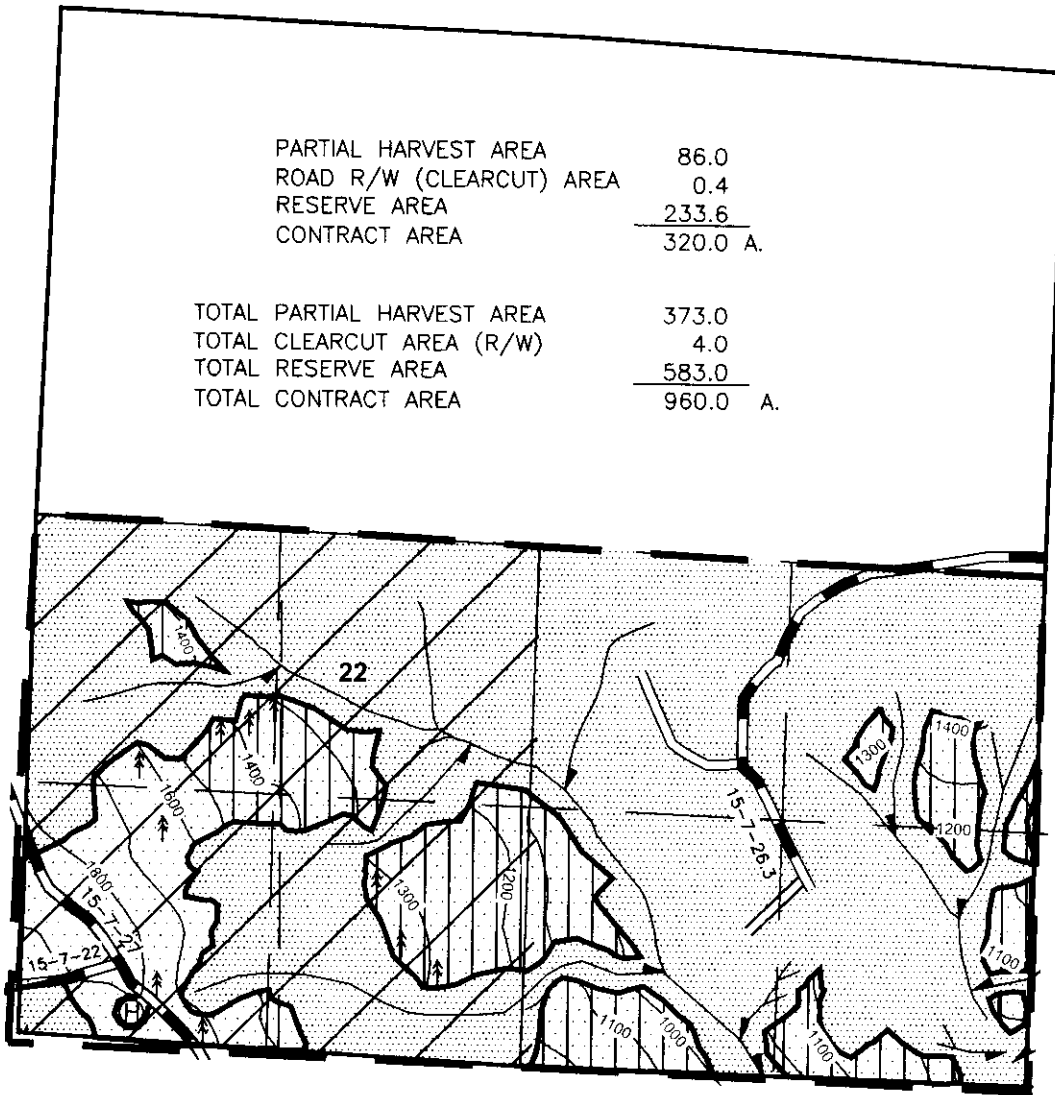 PARTIAL HARVEST AREA 86.0
ROAD R/W (CLEARCUT) AREA 0.4
RESERVE AREA 233.6
CONTRACT AREA 320.0 A.
TOTAL PARTIAL HARVEST AREA 373.0
TOTAL CLEARCUT AREA (R/W) 4.0
TOTAL RESERVE AREA 583.0
TOTAL CONTRACT AREA 960.0 A.
1400
22
1400
1300
1400
1600
15-7-26.3
1200
1800
15-7-27
1300
1200
15-7-22
1100
H
1100
1000
1100